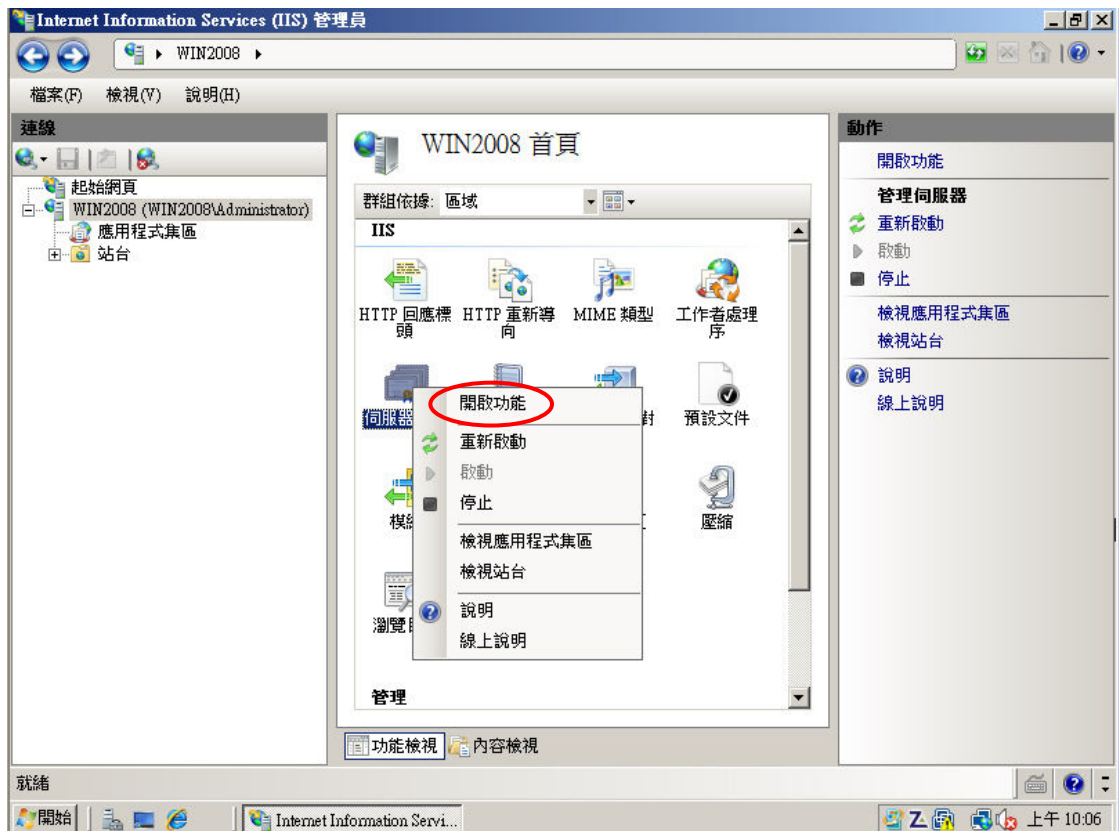 Internet Information Services (IIS) 管理員
WIN2008
檔案(F) 檢視(V) 說明(H)
連線
起始網頁
WIN2008 (WIN2008\Administrator)
應用程式集區
站台
WIN2008 首頁
群組依據: 區域
IIS
HTTP 回應標頭
HTTP 重新導向
MIME 類型
工作者處理序
伺服器
對
預設文件
開啟功能
重新啟動
啟動
停止
檢視應用程式集區
檢視站台
說明
線上說明
壓縮
瀏覽
管理
功能檢視 內容檢視
動作
開啟功能
管理伺服器
重新啟動
啟動
停止
檢視應用程式集區
檢視站台
說明
線上說明
就緒
開始 Internet Information Servi... 上午 10:06